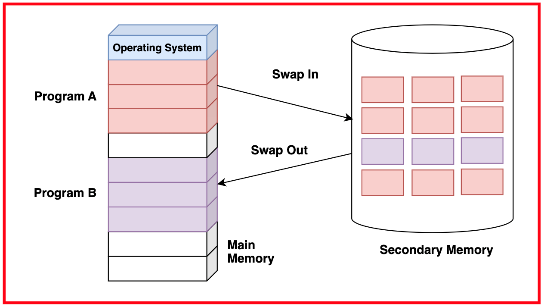 Operating System
Program A
Swap In
Swap Out
Program B
Main
Memory
Secondary Memory